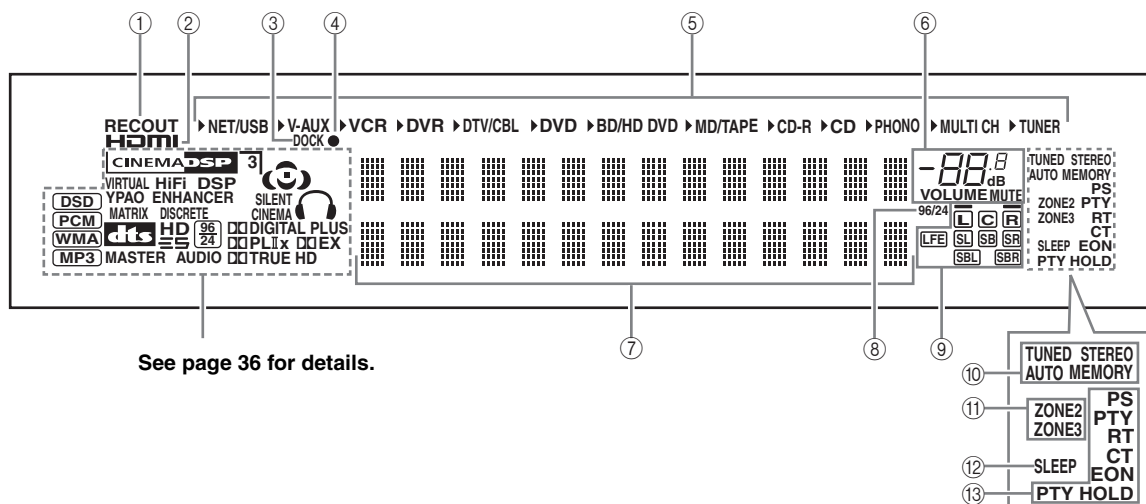 ① ② ③ ④ ⑤ ⑥
RECOUT
HDMI
NET/USB V-AUX VCR DVR DTV/CBL DVD BD/HD DVD MD/TAPE CD-R CD PHONO MULTI CH TUNER
DOCK
CINEMA DSP 3
VIRTUAL HiFi DSP
YPAO ENHANCER
SILENT CINEMA
MATRIX DISCRETE
DSD
PCM
WMA
MP3
dts HD ES 96 24
DIGITAL PLUS
PLIIx EX
MASTER AUDIO TRUE HD
-88.8 dB
VOLUME MUTE
96/24
L C R
LFE SL SB SR
SBL SBR
TUNED STEREO
AUTO MEMORY
PS
ZONE2 PTY
ZONE3 RT
CT
SLEEP EON
PTY HOLD
See page 36 for details.
⑦ ⑧ ⑨
⑩ TUNED STEREO
AUTO MEMORY
PS
⑪ ZONE2 PTY
ZONE3 RT
CT
⑫ SLEEP EON
⑬ PTY HOLD